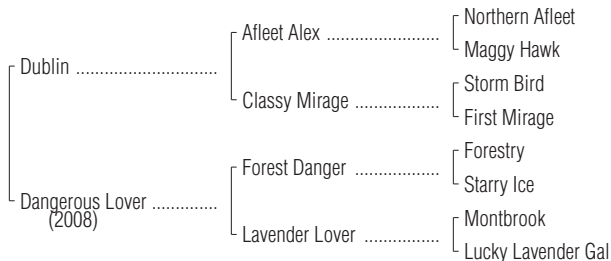 Northern Afleet
Afleet Alex ......................
Maggy Hawk
Dublin ..............................
Storm Bird
Classy Mirage ..................
First Mirage
Forestry
Forest Danger ..................
Starry Ice
Dangerous Lover ..............
(2008)
Montbrook
Lavender Lover ................
Lucky Lavender Gal